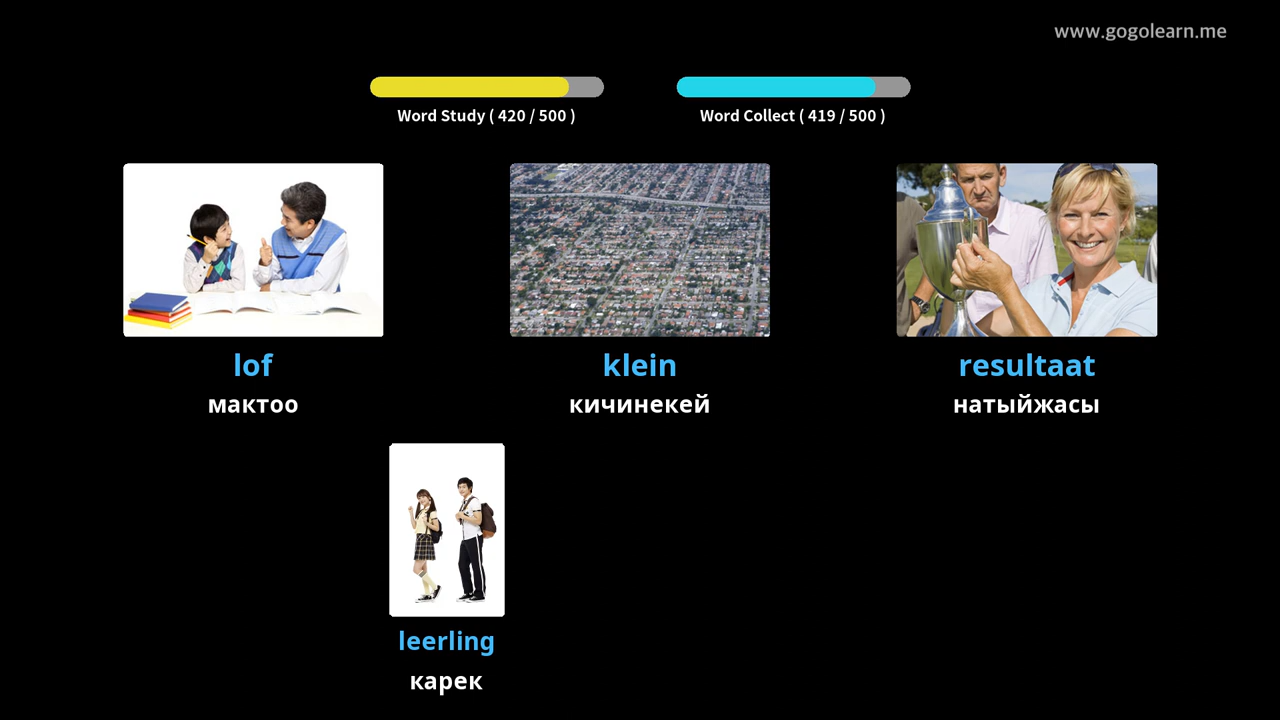 www.gogolearn.me
Word Study ( 420 / 500 )
Word Collect ( 419 / 500 )
lof
мактоо
klein
кичинекей
resultaat
натыйжасы
leerling
карек